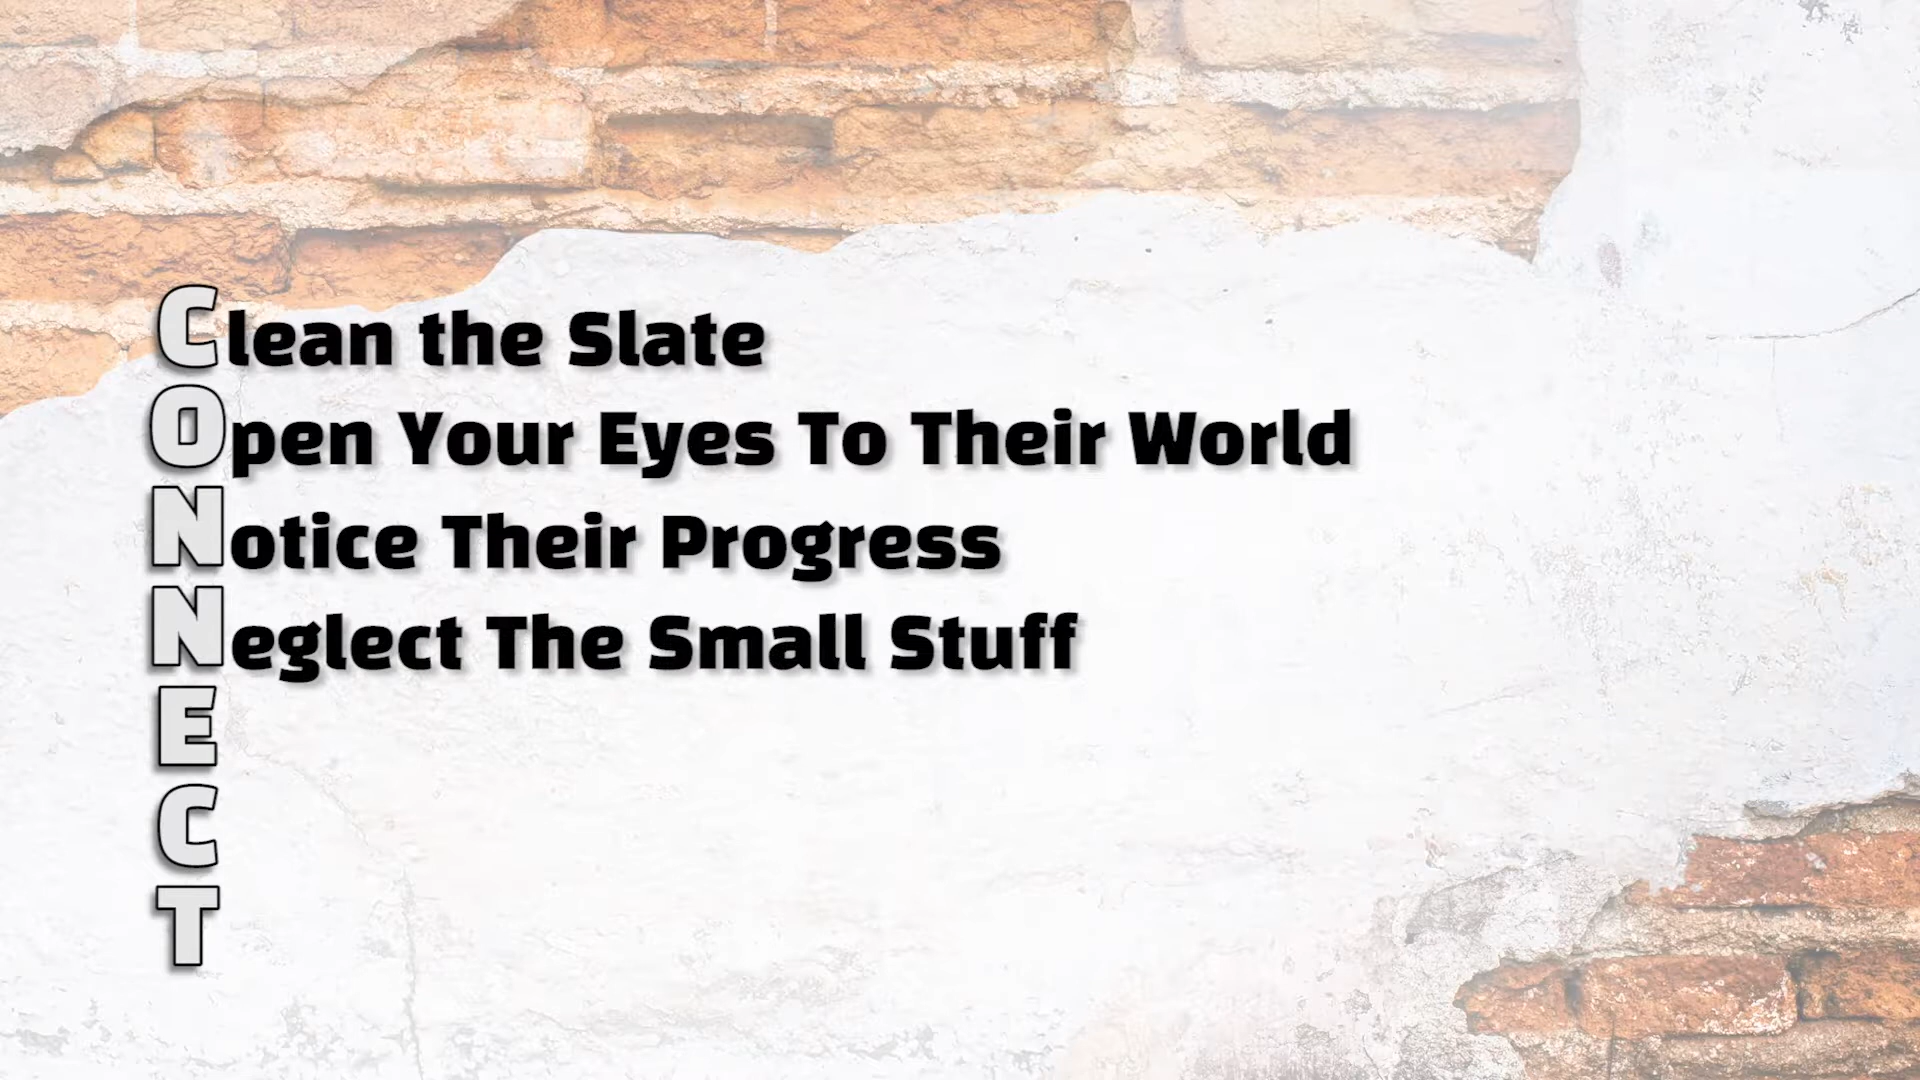 Clean the Slate
Open Your Eyes To Their World
Notice Their Progress
Neglect The Small Stuff
E
C
T